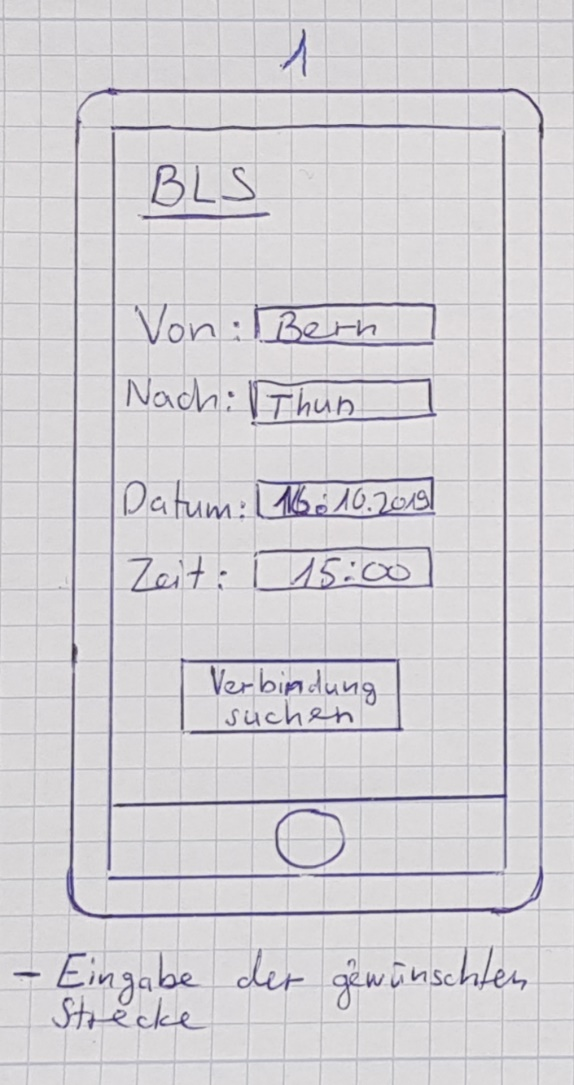 1
BLS
Von: Bern
Nach: Thun
Datum: 16.10.2019
Zeit: 15:00
Verbindung
suchen
- Eingabe der gewünschten
Strecke